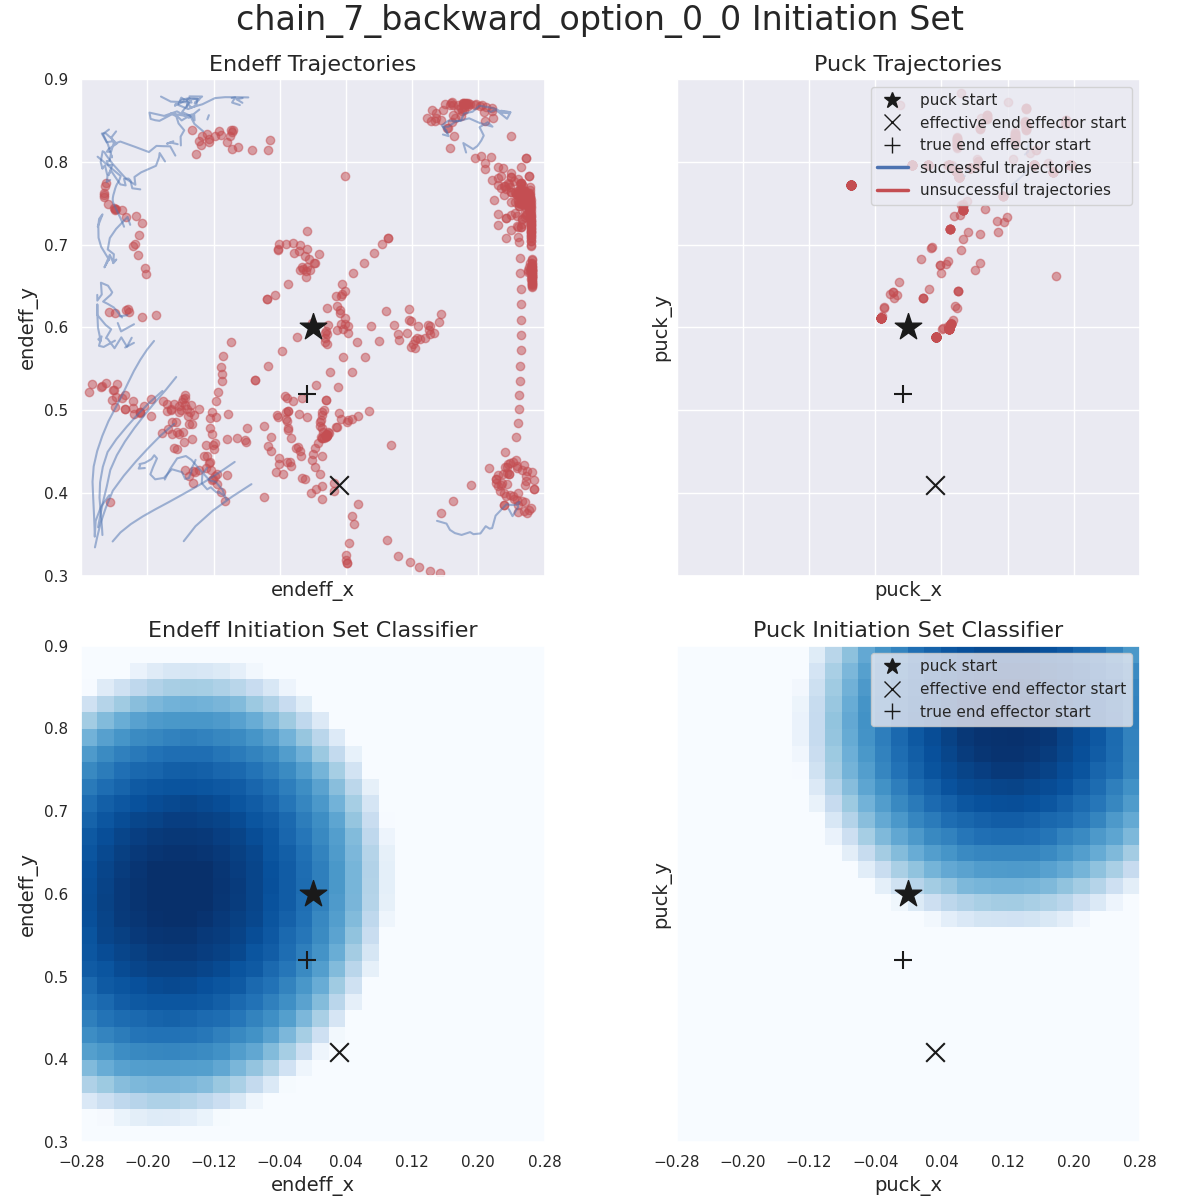 chain_7_backward_option_0_0 Initiation Set
Endeff Trajectories
0.9
0.8
0.7
0.6
0.5
0.4
0.3
endeff_y
endeff_x
Puck Trajectories
puck start
effective end effector start
true end effector start
successful trajectories
unsuccessful trajectories
puck_y
puck_x
Endeff Initiation Set Classifier
0.9
0.8
0.7
0.6
0.5
0.4
0.3
endeff_y
−0.28 −0.20 −0.12 −0.04 0.04 0.12 0.20 0.28
endeff_x
Puck Initiation Set Classifier
puck start
effective end effector start
true end effector start
puck_y
−0.28 −0.20 −0.12 −0.04 0.04 0.12 0.20 0.28
puck_x